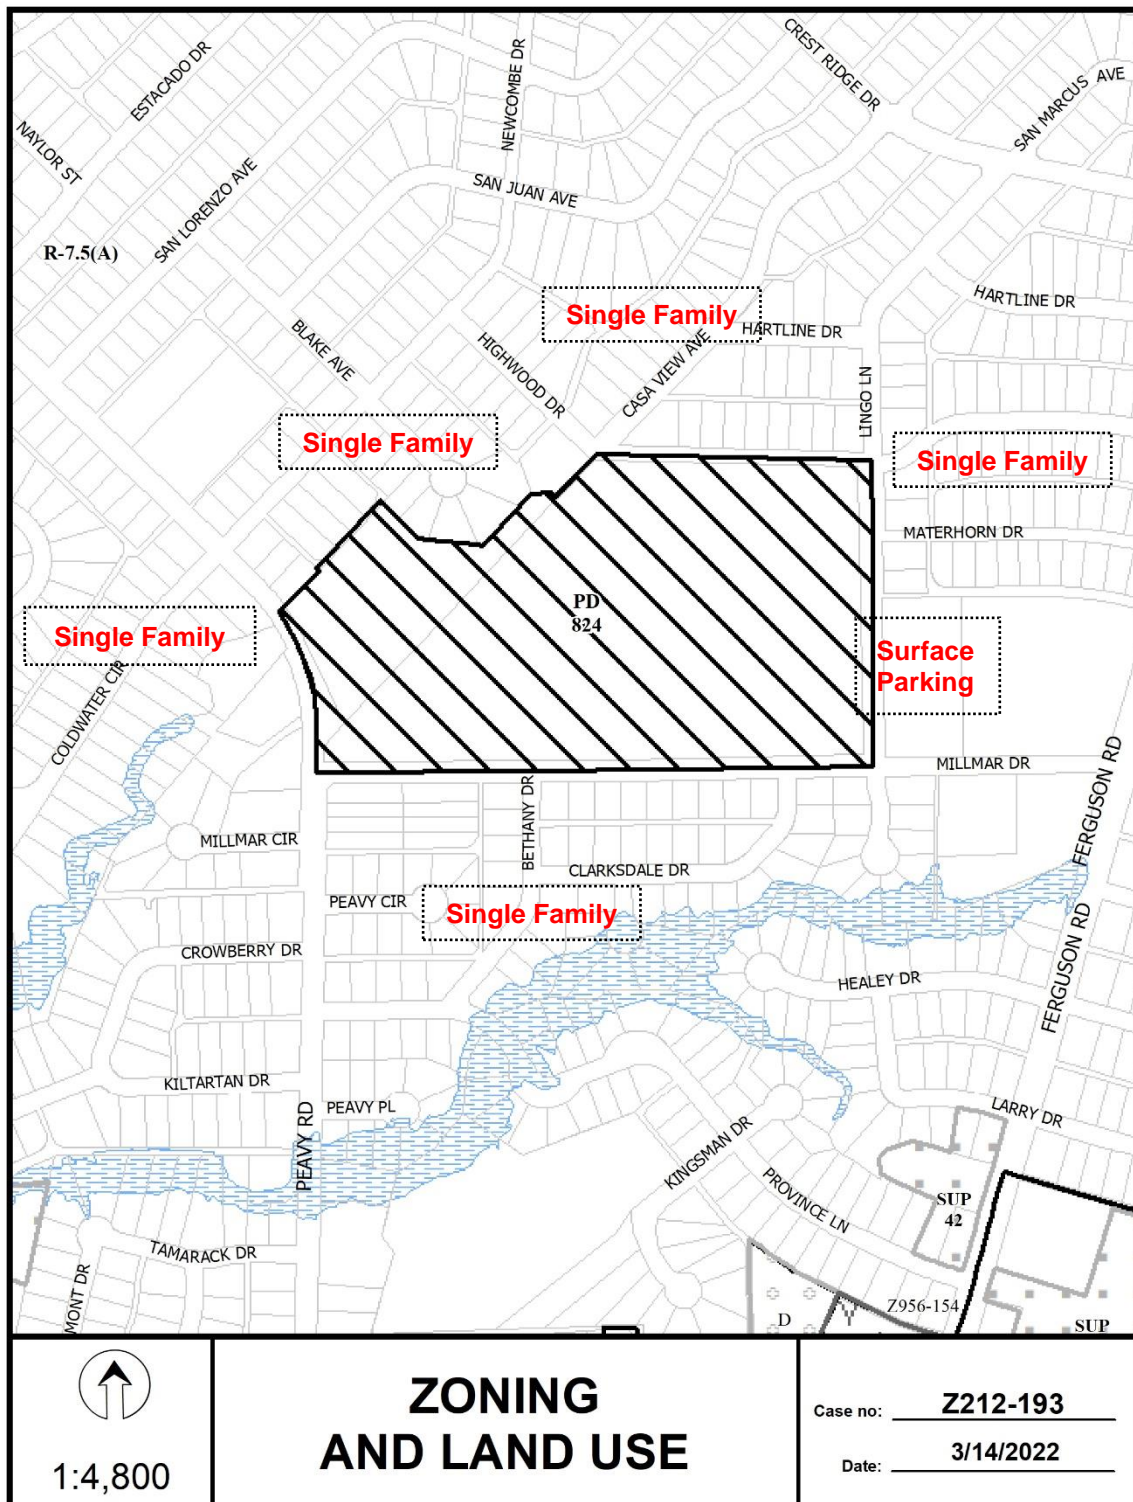 ESTACADO DR
NEWCOMBE DR
CREST RIDGE DR
SAN MARCUS AVE
NAYLOR ST
SAN LORENZO AVE
SAN JUAN AVE
R-7.5(A)
HARTLINE DR
Single Family
HARTLINE DR
BLAKE AVE
HIGHWOOD DR
CASA VIEW AVE
LINGO LN
Single Family
Single Family
MATERHORN DR
PD
824
Single Family
Surface
Parking
COLDWATER CIR
MILLMAR DR
FERGUSON RD
BETHANY DR
MILLMAR CIR
CLARKSDALE DR
PEAVY CIR
Single Family
CROWBERRY DR
HEALEY DR
FERGUSON RD
KILTARTAN DR
PEAVY PL
LARRY DR
PEAVY RD
KINGSMAN DR
PROVINCE LN
SUP
42
TAMARACK DR
MONT DR
Z956-154
D
SUP
1:4,800
ZONING
AND LAND USE
Case no: Z212-193
Date: 3/14/2022